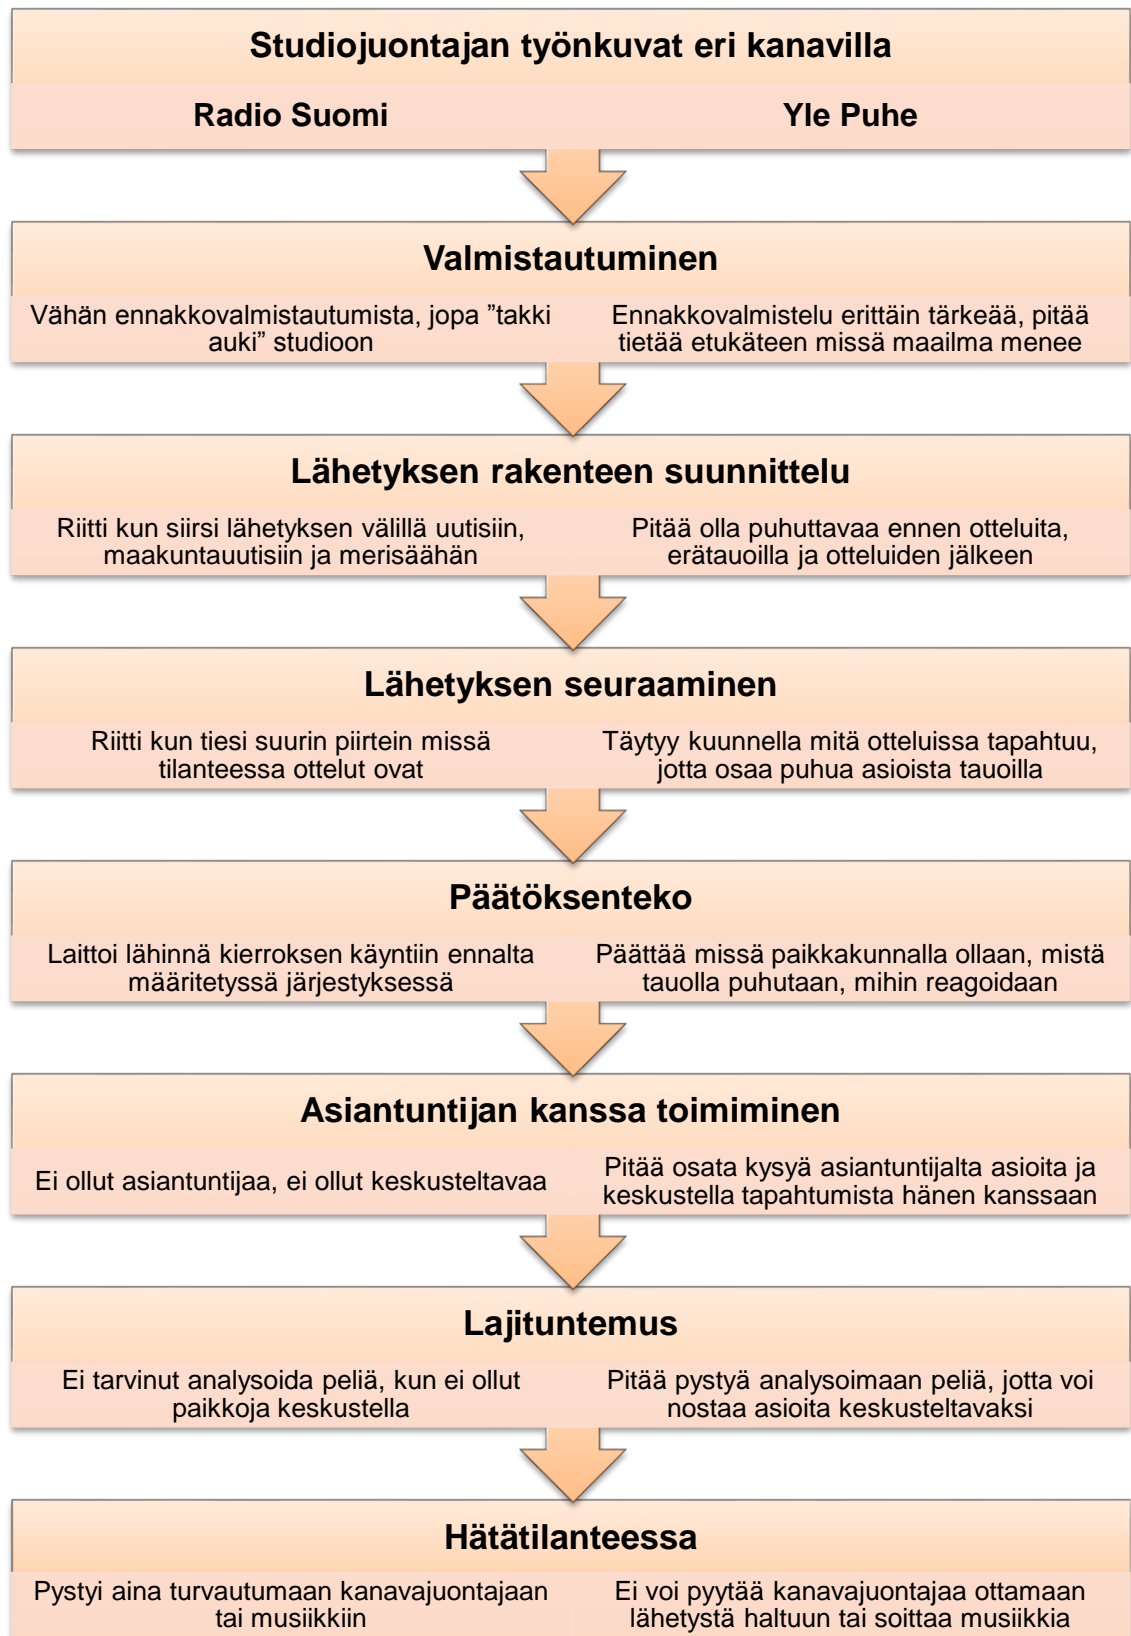 Studiojuontajan työnkuvat eri kanavilla
Radio Suomi
Yle Puhe
Valmistautuminen
Vähän ennakkovalmistautumista, jopa ”takki
auki” studioon
Ennakkovalmistelu erittäin tärkeää, pitää
tietää etukäteen missä maailma menee
Lähetyksen rakenteen suunnittelu
Riitti kun siirsi lähetyksen välillä uutisiin,
maakuntauutisiin ja merisäähän
Pitää olla puhuttavaa ennen otteluita,
erätauoilla ja otteluiden jälkeen
Lähetyksen seuraaminen
Riitti kun tiesi suurin piirtein missä
tilanteessa ottelut ovat
Täytyy kuunnella mitä otteluissa tapahtuu,
jotta osaa puhua asioista tauoilla
Päätöksenteko
Laittoi lähinnä kierroksen käyntiin ennalta
määritetyssä järjestyksessä
Päättää missä paikkakunnalla ollaan, mistä
tauolla puhutaan, mihin reagoidaan
Asiantuntijan kanssa toimiminen
Ei ollut asiantuntijaa, ei ollut keskusteltavaa
Pitää osata kysyä asiantuntijalta asioita ja
keskustella tapahtumista hänen kanssaan
Lajituntemus
Ei tarvinut analysoida peliä, kun ei ollut
paikkoja keskustella
Pitää pystyä analysoimaan peliä, jotta voi
nostaa asioita keskusteltavaksi
Hätätilanteessa
Pystyi aina turvautumaan kanavajuontajaan
tai musiikkiin
Ei voi pyytää kanavajuontajaa ottamaan
lähetystä haltuun tai soittaa musiikkia